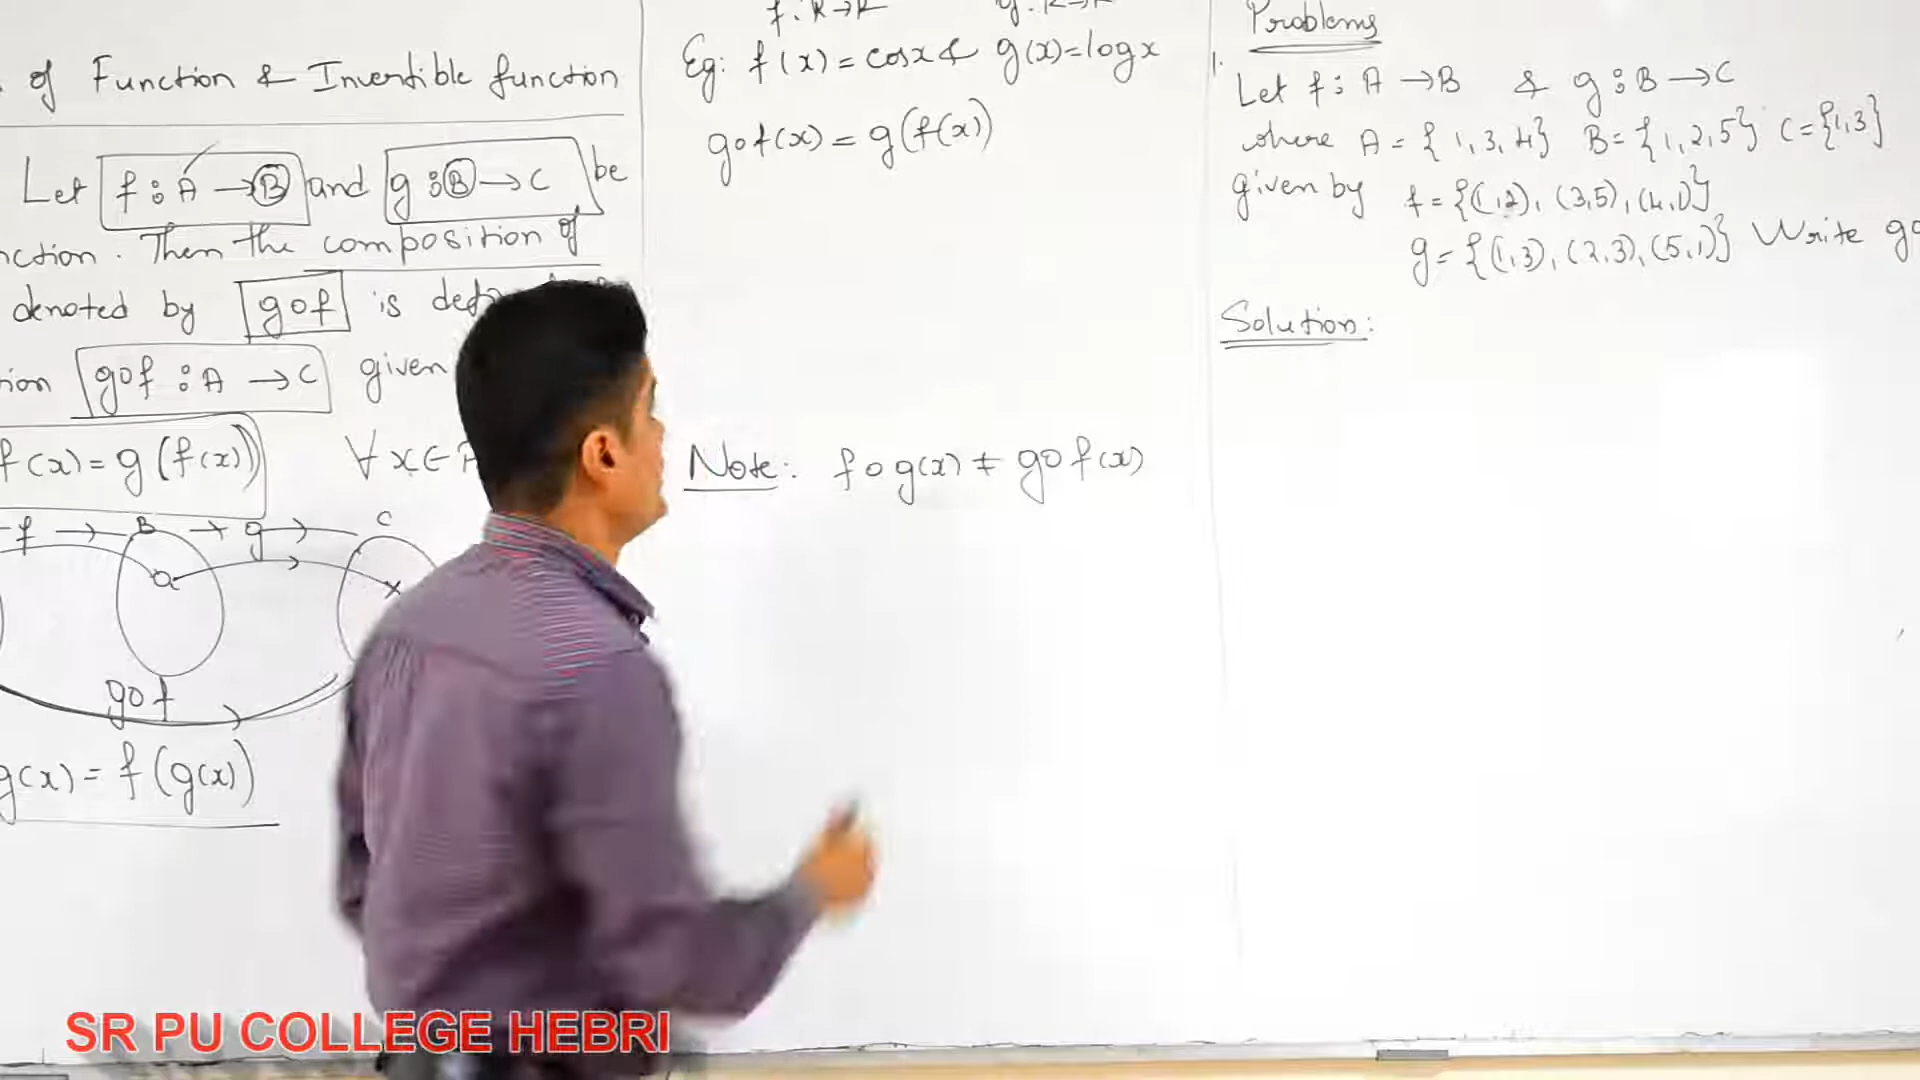 of Function & Invertible function
Let f : A → B and g : B → C be
nction. Then the composition of
denoted by gof is def
ion gof : A → C given
f(x) = g(f(x)) ∀ x ∈ A
f → B → g → C
a x
gof
g(x) = f(g(x))
f : R → R g : R → R
Eg: f(x) = cosx & g(x)=logx
gof(x) = g(f(x))
Note: fog(x) ≠ gof(x)
Problems
1. Let f : A → B & g : B → C
where A = {1,3,4} B = {1,2,5} C = {1,3}
given by f = {(1,2), (3,5), (4,1)}
g = {(1,3), (2,3), (5,1)} Write go
Solution:
SR PU COLLEGE HEBRI